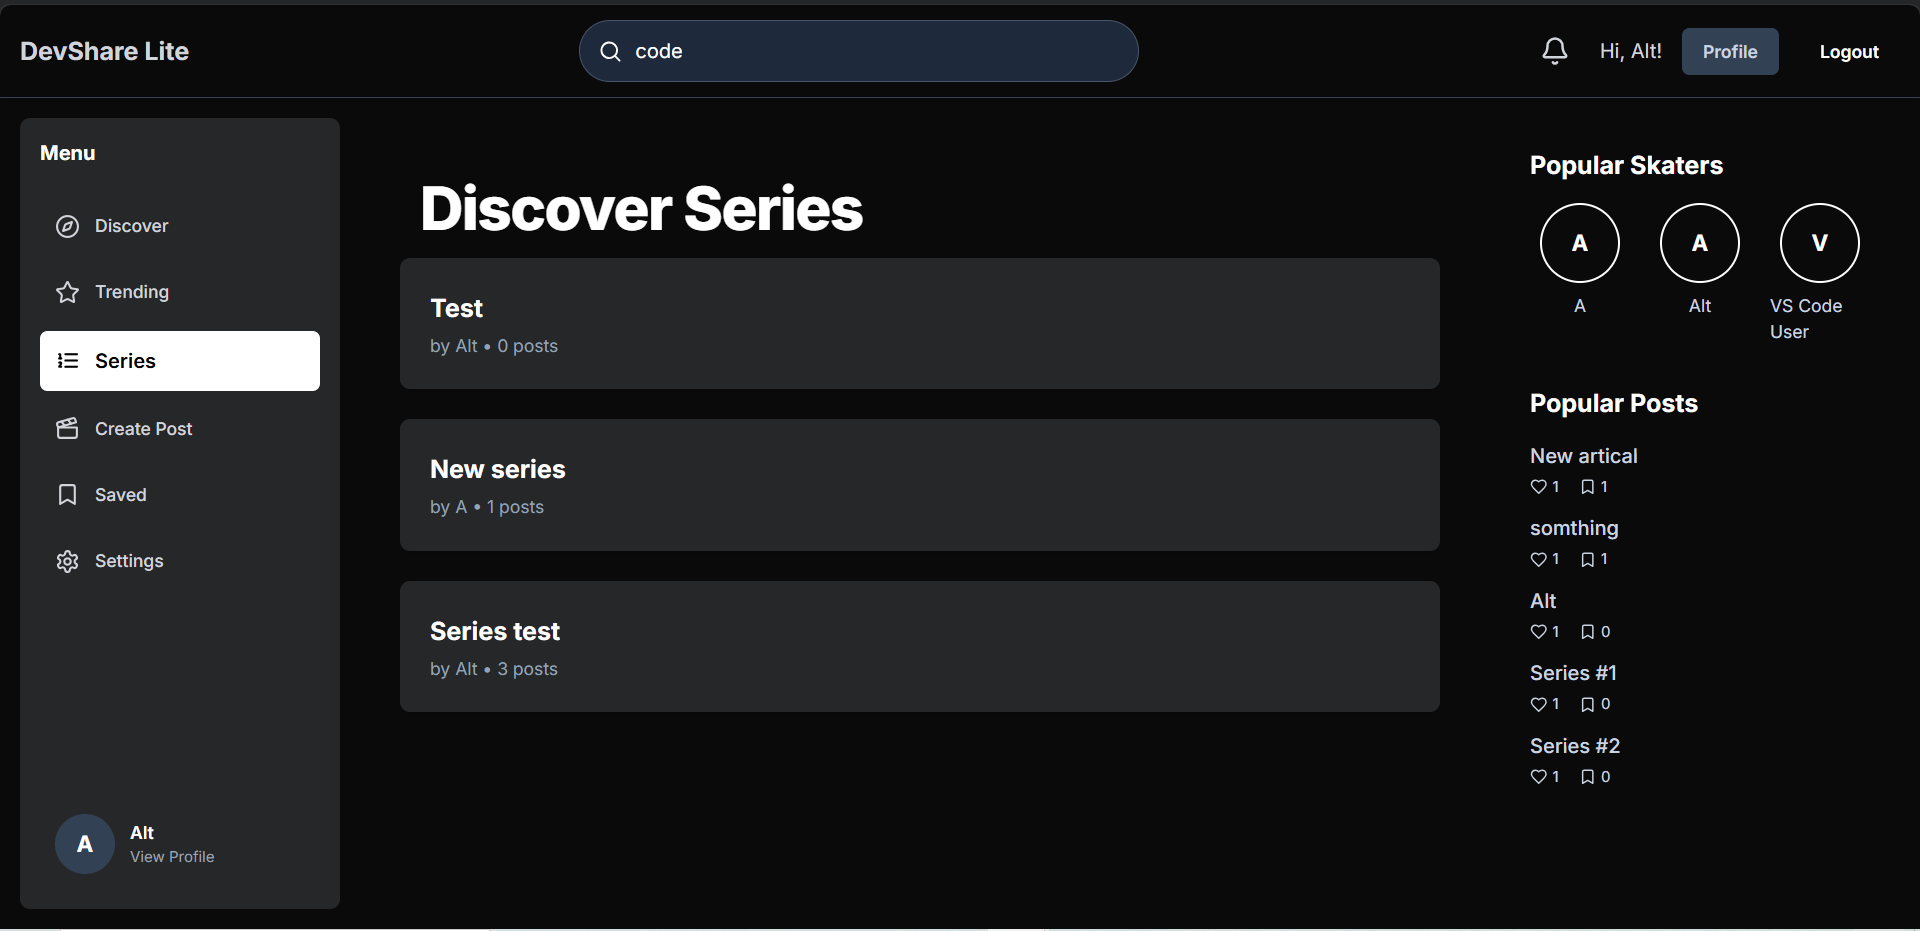 DevShare Lite
code
Hi, Alt!
Profile
Logout
Menu
Discover
Trending
Series
Create Post
Saved
Settings
A
Alt
View Profile
Discover Series
Test
by Alt • 0 posts
New series
by A • 1 posts
Series test
by Alt • 3 posts
Popular Skaters
A
A
V
A
Alt
VS Code
User
Popular Posts
New artical
1 1
somthing
1 1
Alt
1 0
Series #1
1 0
Series #2
1 0